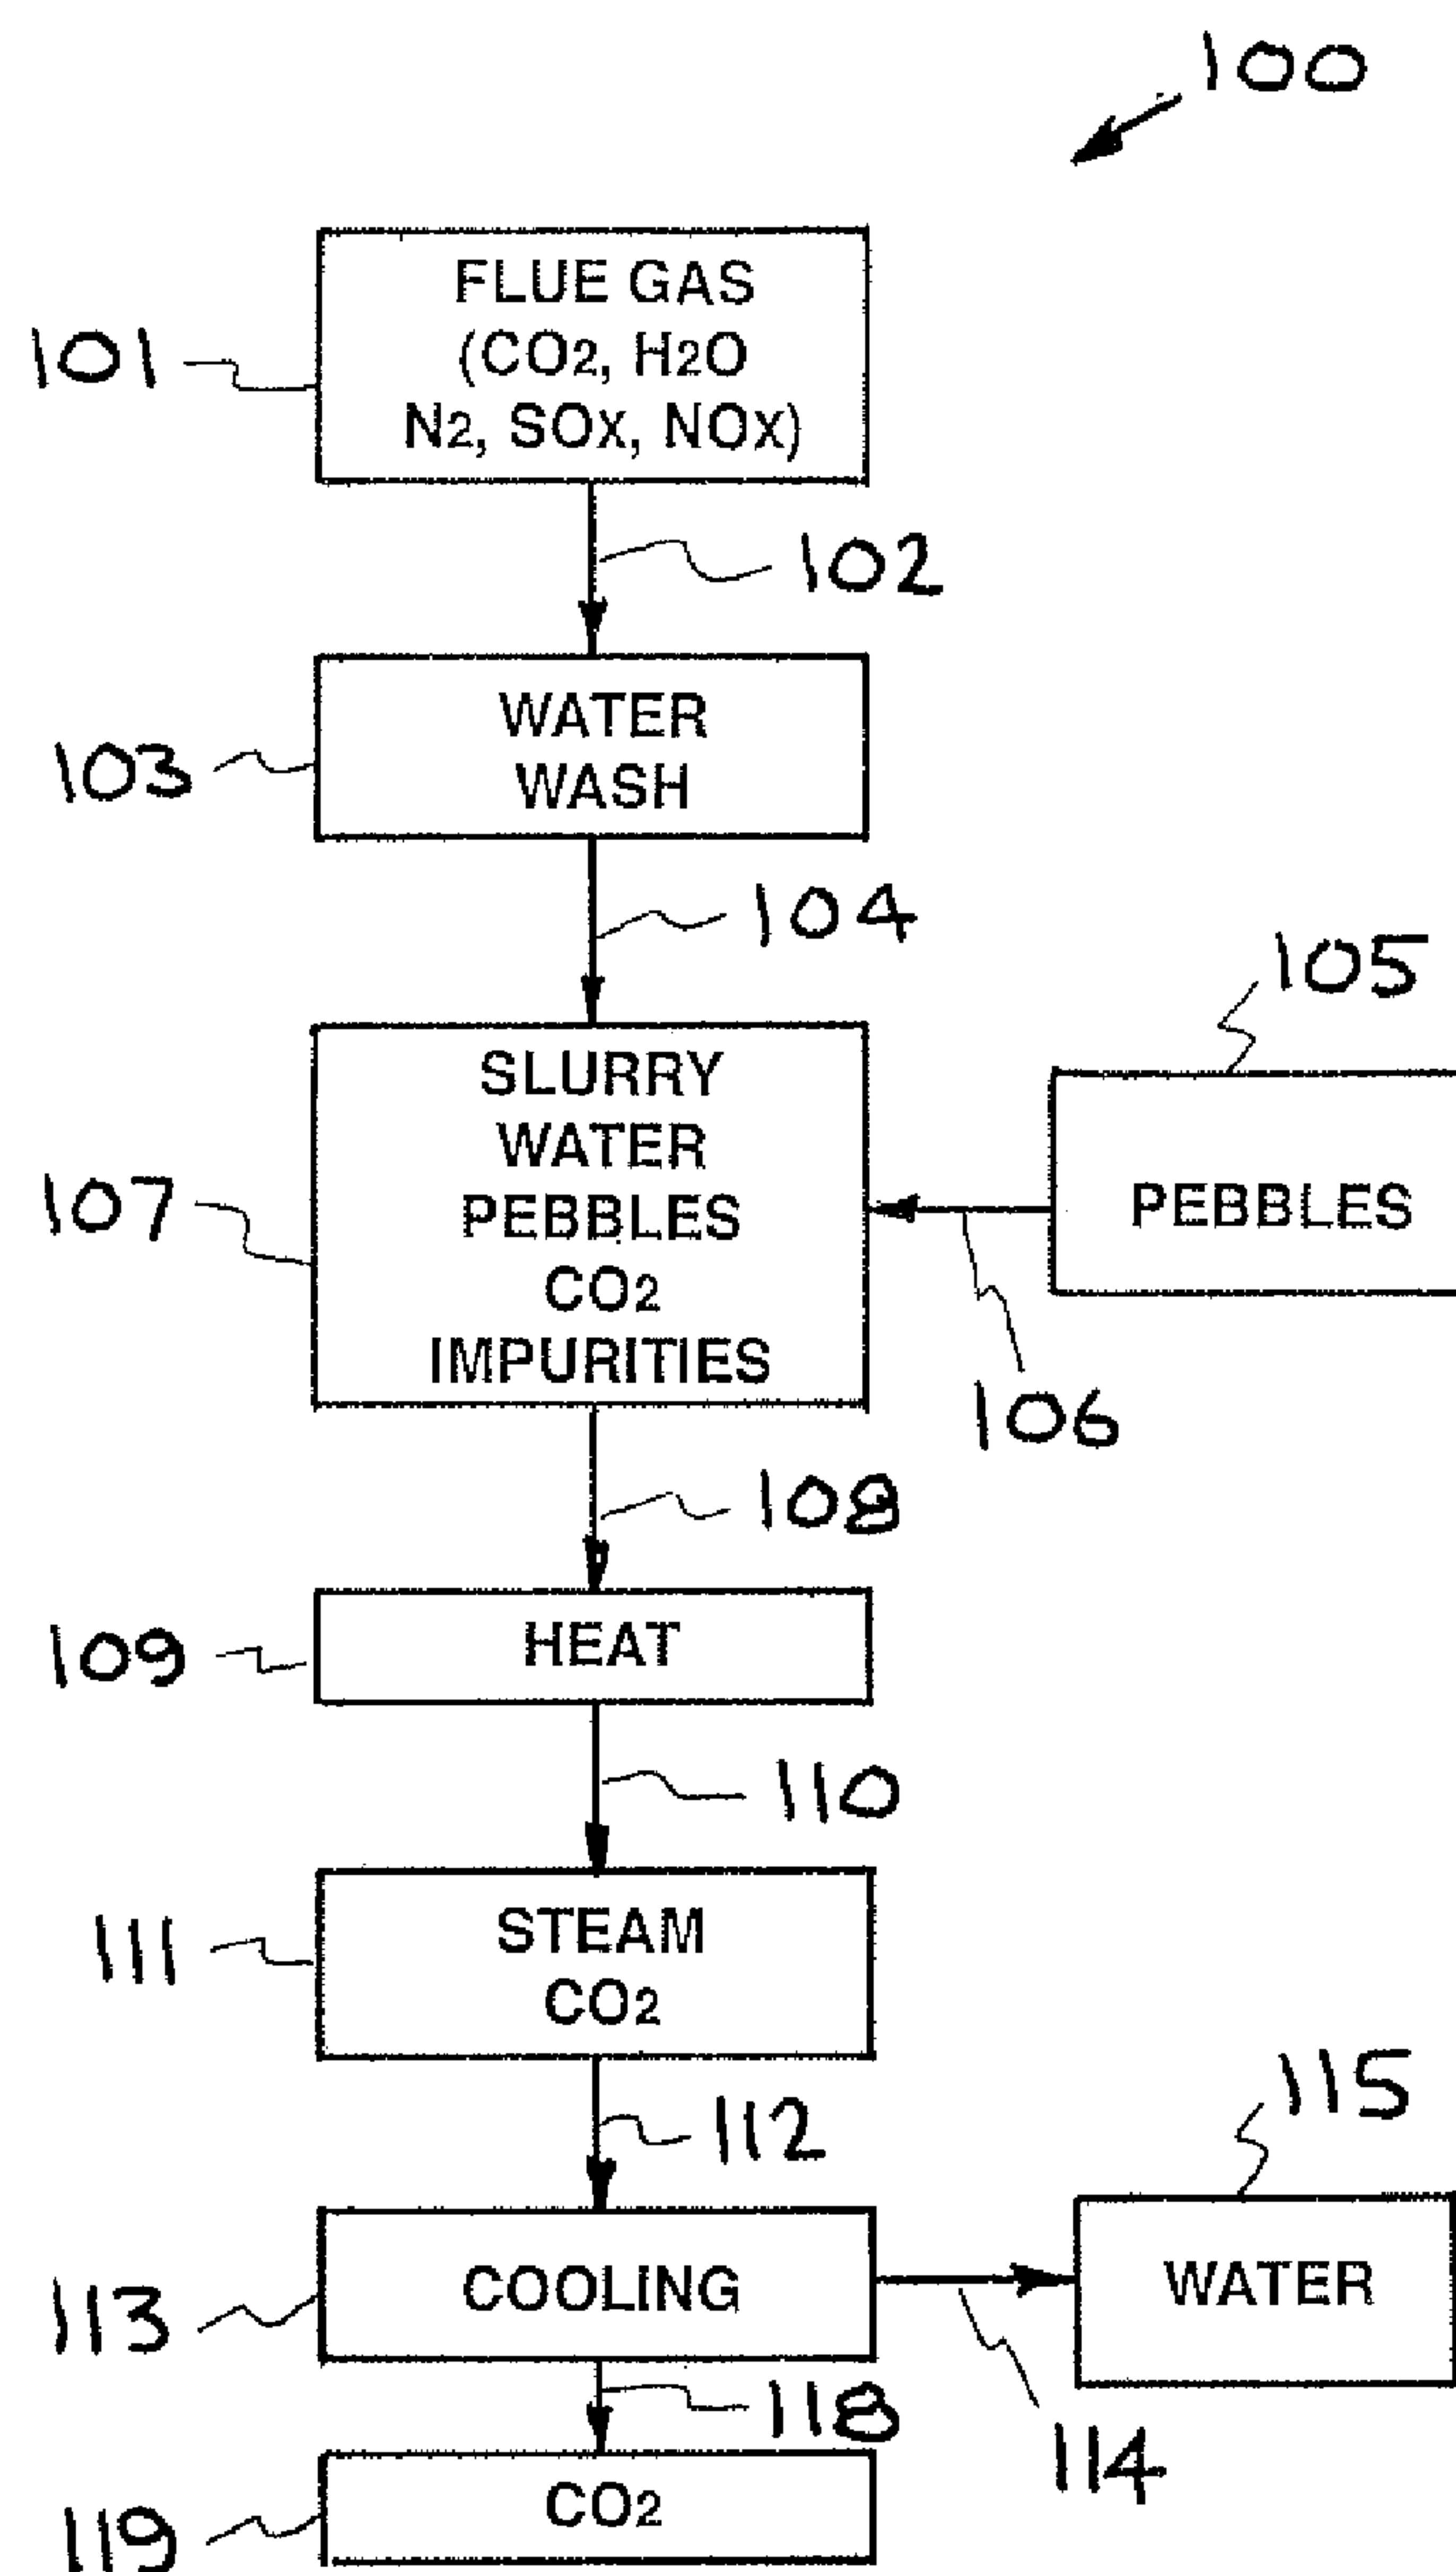 100
FLUE GAS
(CO2, H2O
N2, SOX, NOX)
101
102
WATER
WASH
103
104
105
SLURRY
WATER
PEBBLES
CO2
IMPURITIES
PEBBLES
107
106
108
HEAT
109
110
STEAM
CO2
111
112
115
COOLING
WATER
113
118
114
CO2
119